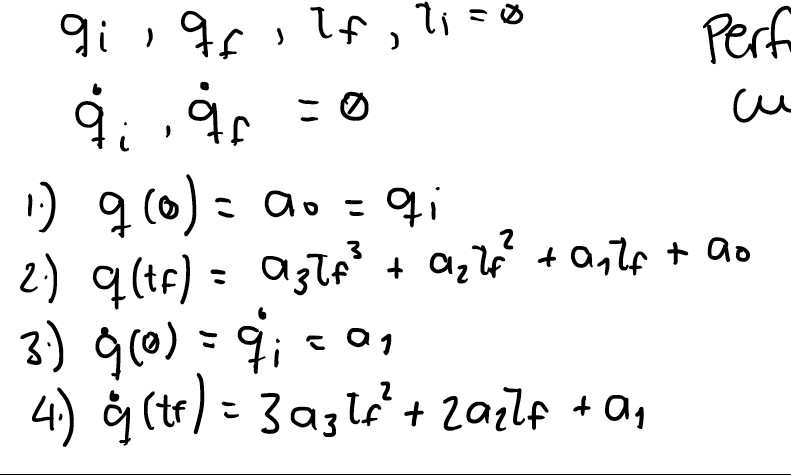 qi , qf , tf , ti = 0
q̇i , q̇f = 0
1.) q(0) = a0 = qi
2.) q(tf) = a3tf³ + a2tf² + a1tf + a0
3.) q̇(0) = q̇i = a1
4.) q̇(tf) = 3a3tf² + 2a2tf + a1